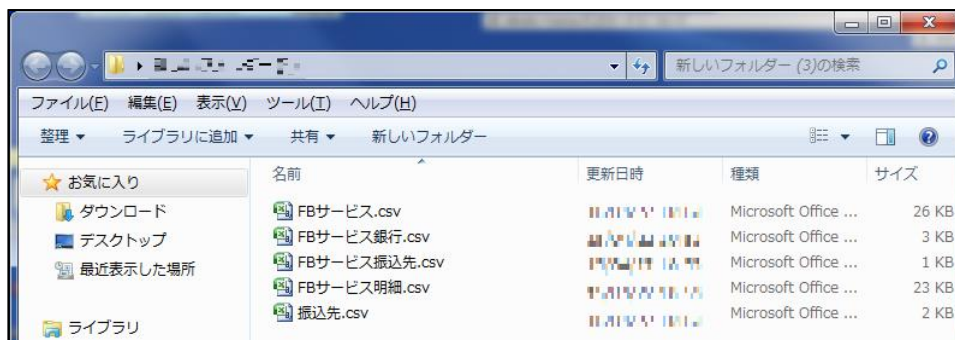 新しいフォルダー (3)の検索
ファイル(F) 編集(E) 表示(V) ツール(T) ヘルプ(H)
整理 ライブラリに追加 共有 新しいフォルダー
お気に入り
ダウンロード
デスクトップ
最近表示した場所
ライブラリ
名前 更新日時 種類 サイズ
FBサービス.csv Microsoft Office ... 26 KB
FBサービス銀行.csv Microsoft Office ... 3 KB
FBサービス振込先.csv Microsoft Office ... 1 KB
FBサービス明細.csv Microsoft Office ... 23 KB
振込先.csv Microsoft Office ... 2 KB